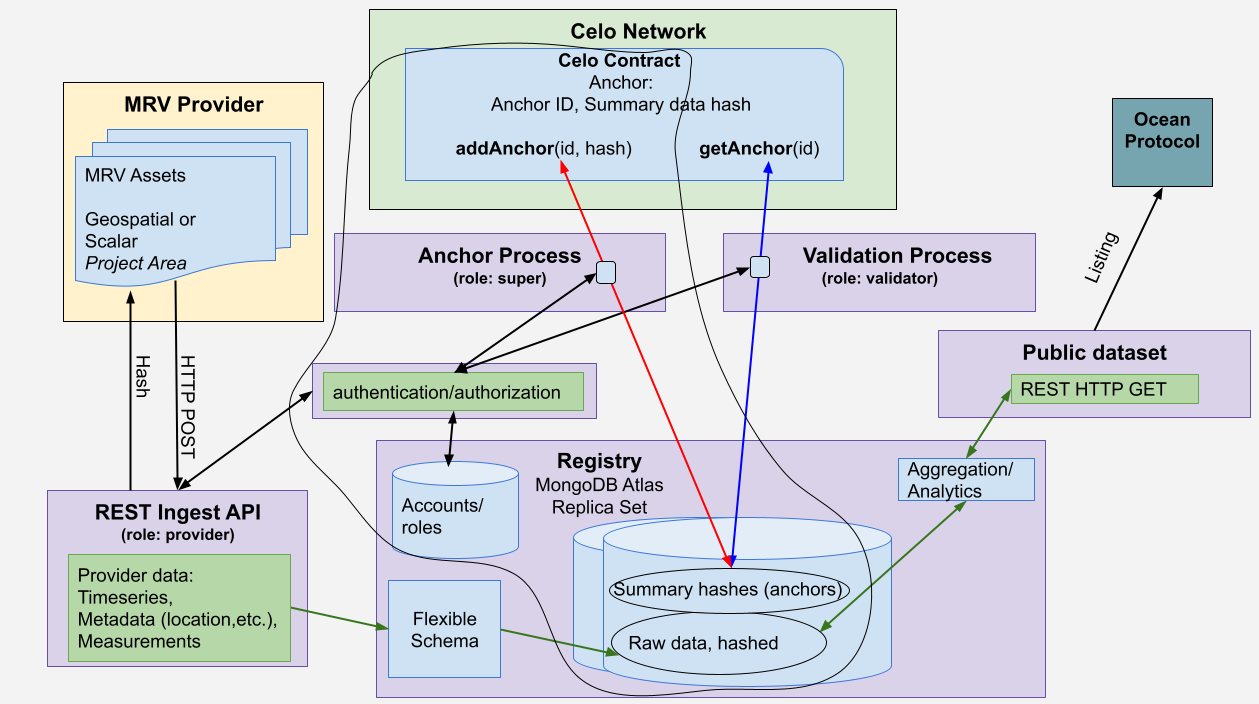 Celo Network
Celo Contract
Anchor:
Anchor ID, Summary data hash
addAnchor(id, hash)
getAnchor(id)
MRV Provider
MRV Assets
Geospatial or
Scalar
Project Area
Ocean
Protocol
Listing
Anchor Process
(role: super)
Validation Process
(role: validator)
Hash
HTTP POST
authentication/authorization
Public dataset
REST HTTP GET
Registry
MongoDB Atlas
Replica Set
Accounts/
roles
Aggregation/
Analytics
REST Ingest API
(role: provider)
Provider data:
Timeseries,
Metadata (location,etc.),
Measurements
Flexible
Schema
Summary hashes (anchors)
Raw data, hashed